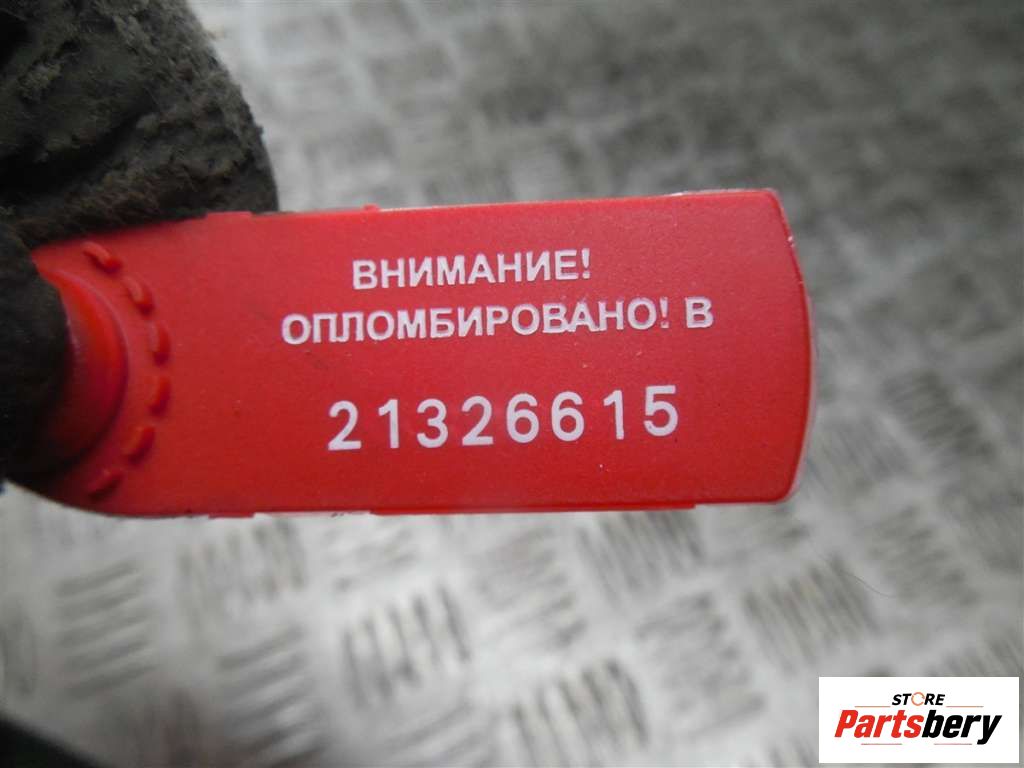 ВНИМАНИЕ!
ОПЛОМБИРОВАНО! В
21326615
STORE
Partsbery